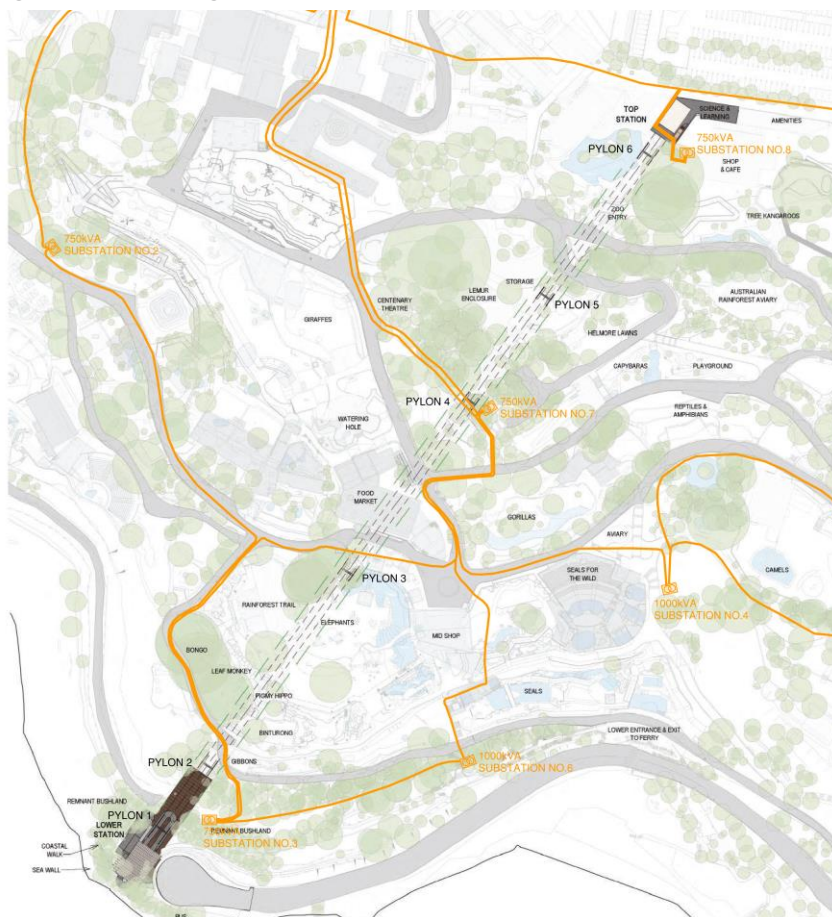 TOP
STATION
SCIENCE &
LEARNING
AMENITIES
PYLON 6
750kVA
SUBSTATION NO.8
SHOP
& CAFE
ZOO
ENTRY
TREE KANGAROOS
750kVA
SUBSTATION NO.2
CENTENARY
THEATRE
LEMUR
ENCLOSURE
STORAGE
AUSTRALIAN
RAINFOREST AVIARY
PYLON 5
GIRAFFES
HELMORE LAWNS
CAPYBARAS
PLAYGROUND
PYLON 4
750kVA
SUBSTATION NO.7
REPTILES &
AMPHIBIANS
WATERING
HOLE
FOOD
MARKET
GORILLAS
AVIARY
PYLON 3
SEALS FOR
THE WILD
CAMELS
1000kVA
SUBSTATION NO.4
RAINFOREST TRAIL
ELEPHANTS
MID SHOP
BONGO
LEAF MONKEY
PIGMY HIPPO
SEALS
BINTURONG
LOWER ENTRANCE & EXIT
TO FERRY
PYLON 2
GIBBONS
1000kVA
SUBSTATION NO.6
REMNANT BUSHLAND
PYLON 1
LOWER
STATION
REMNANT BUSHLAND
SUBSTATION NO.3
COASTAL
WALK
SEA WALL